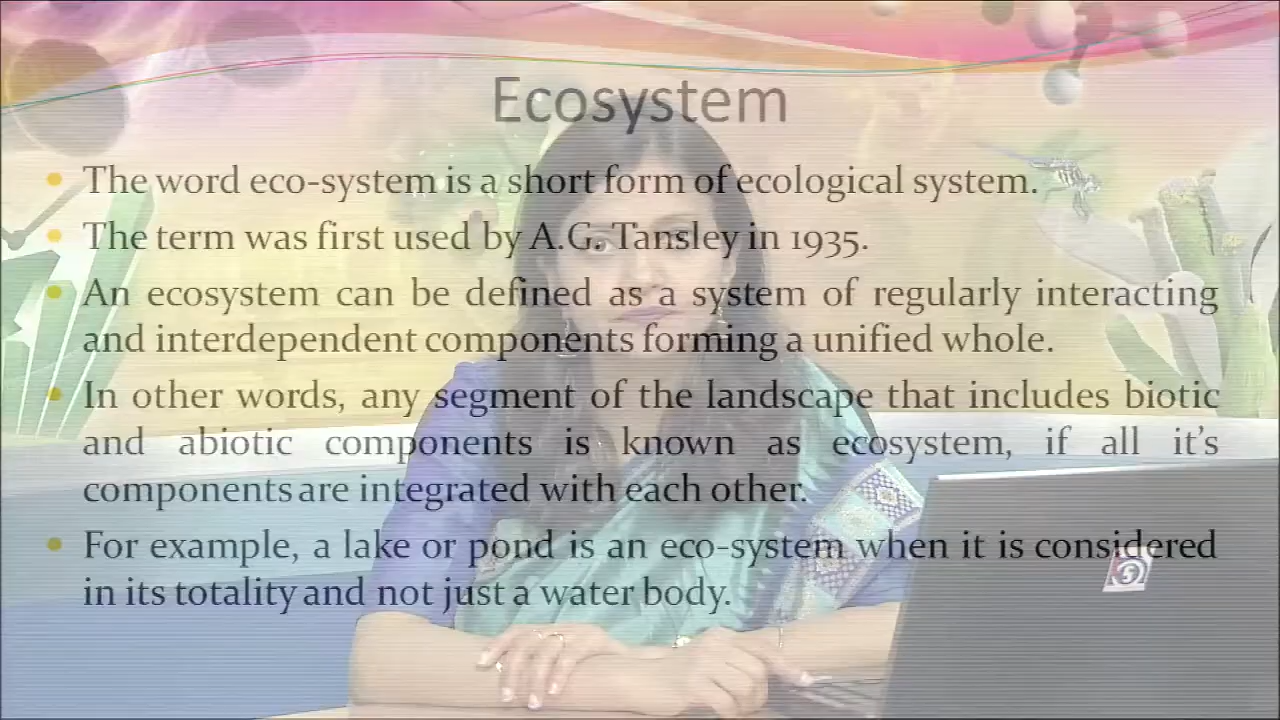 Ecosystem
• The word eco-system is a short form of ecological system.
• The term was first used by A.G. Tansley in 1935.
• An ecosystem can be defined as a system of regularly interacting
and interdependent components forming a unified whole.
• In other words, any segment of the landscape that includes biotic
and abiotic components is known as ecosystem, if all it’s
components are integrated with each other.
• For example, a lake or pond is an eco-system when it is considered
in its totality and not just a water body.